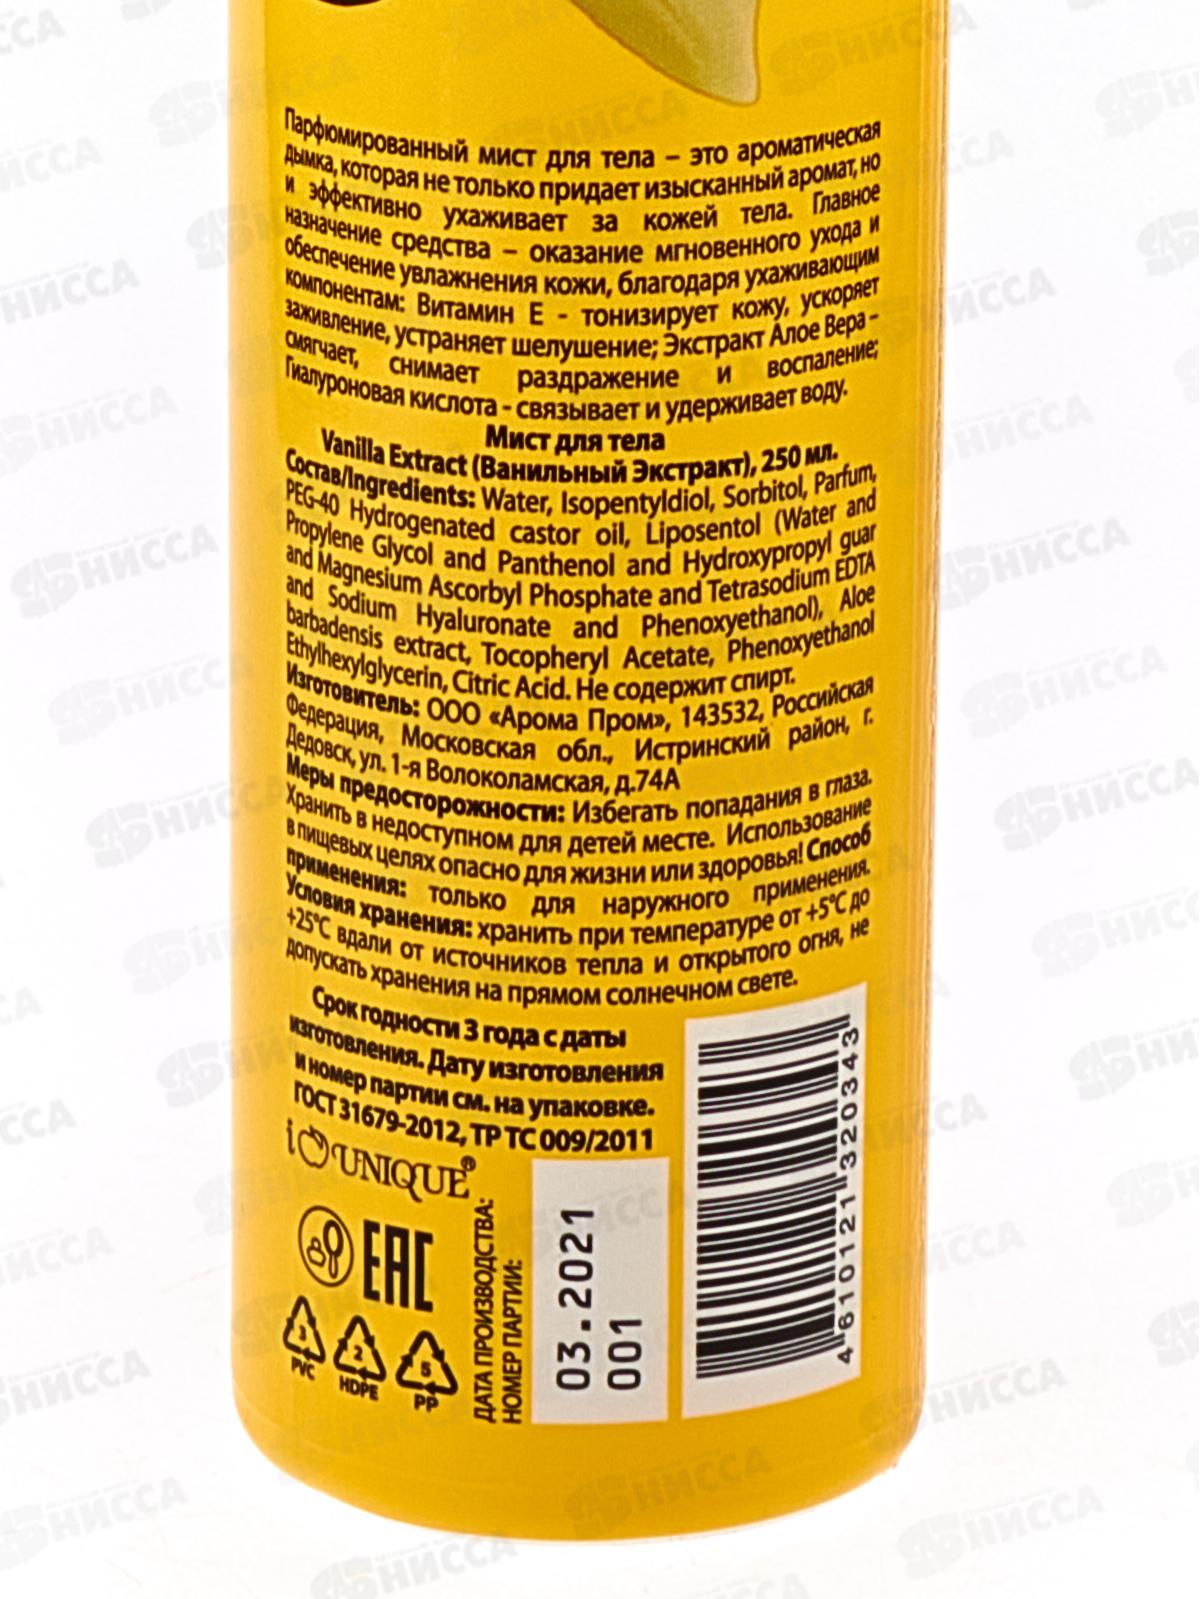 Парфюмированный мист для тела – это ароматическая
дымка, которая не только придает изысканный аромат, но
и эффективно ухаживает за кожей тела. Главное
назначение средства – оказание мгновенного ухода и
обеспечение увлажнения кожи, благодаря ухаживающим
компонентам: Витамин Е - тонизирует кожу, ускоряет
заживление, устраняет шелушение; Экстракт Алое Вера –
смягчает, снимает раздражение и воспаление;
Гиалуроновая кислота - связывает и удерживает воду.
Мист для тела
Vanilla Extract (Ванильный Экстракт), 250 мл.
Состав/Ingredients: Water, Isopentyldiol, Sorbitol, Parfum,
PEG-40 Hydrogenated castor oil, Liposentol (Water and
Propylene Glycol and Panthenol and Hydroxypropyl guar
and Magnesium Ascorbyl Phosphate and Tetrasodium EDTA
and Sodium Hyaluronate and Phenoxyethanol), Aloe
barbadensis extract, Tocopheryl Acetate, Phenoxyethanol
Ethylhexylglycerin, Citric Acid. Не содержит спирт.
Изготовитель: ООО «Арома Пром», 143532, Российская
Федерация, Московская обл., Истринский район, г.
Дедовск, ул. 1-я Волоколамская, д.74А
Меры предосторожности: Избегать попадания в глаза.
Хранить в недоступном для детей месте. Использование
в пищевых целях опасно для жизни или здоровья! Способ
применения: только для наружного применения.
Условия хранения: хранить при температуре от +5°С до
+25°С вдали от источников тепла и открытого огня, не
допускать хранения на прямом солнечном свете.
Срок годности 3 года с даты
изготовления. Дату изготовления
и номер партии см. на упаковке.
ГОСТ 31679-2012, ТР ТС 009/2011
i UNIQUE®
EAC
3 PVC
2 HDPE
5 PP
ДАТА ПРОИЗВОДСТВА:
НОМЕР ПАРТИИ:
03.2021
001
4 610121 320343
НИССА